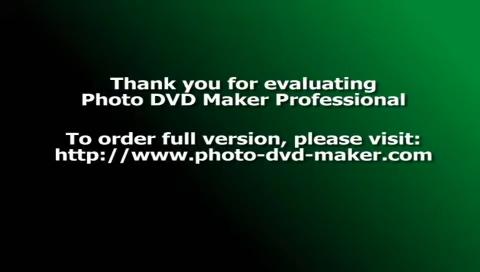 Thank you for evaluating
Photo DVD Maker Professional
To order full version, please visit:
http://www.photo-dvd-maker.com